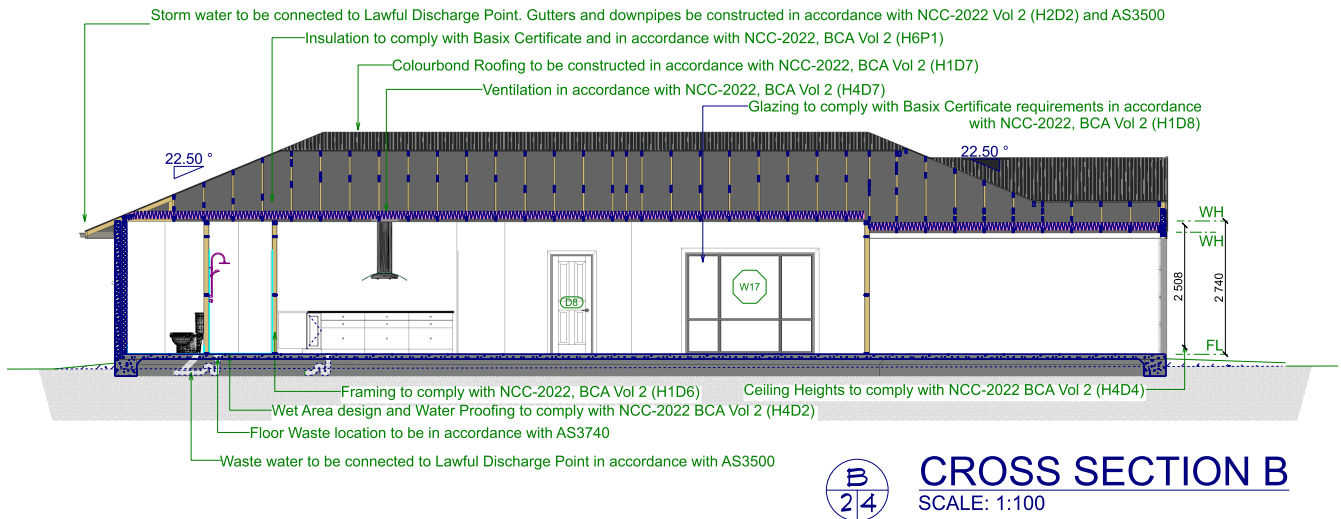 Storm water to be connected to Lawful Discharge Point. Gutters and downpipes be constructed in accordance with NCC-2022 Vol 2 (H2D2) and AS3500
Insulation to comply with Basix Certificate and in accordance with NCC-2022, BCA Vol 2 (H6P1)
Colourbond Roofing to be constructed in accordance with NCC-2022, BCA Vol 2 (H1D7)
Ventilation in accordance with NCC-2022, BCA Vol 2 (H4D7)
Glazing to comply with Basix Certificate requirements in accordance
with NCC-2022, BCA Vol 2 (H1D8)
22.50 °
22.50 °
WH
WH
2 508
2 740
W17
D8
FL
Framing to comply with NCC-2022, BCA Vol 2 (H1D6)
Ceiling Heights to comply with NCC-2022 BCA Vol 2 (H4D4)
Wet Area design and Water Proofing to comply with NCC-2022 BCA Vol 2 (H4D2)
Floor Waste location to be in accordance with AS3740
Waste water to be connected to Lawful Discharge Point in accordance with AS3500
B
2 4
CROSS SECTION B
SCALE: 1:100